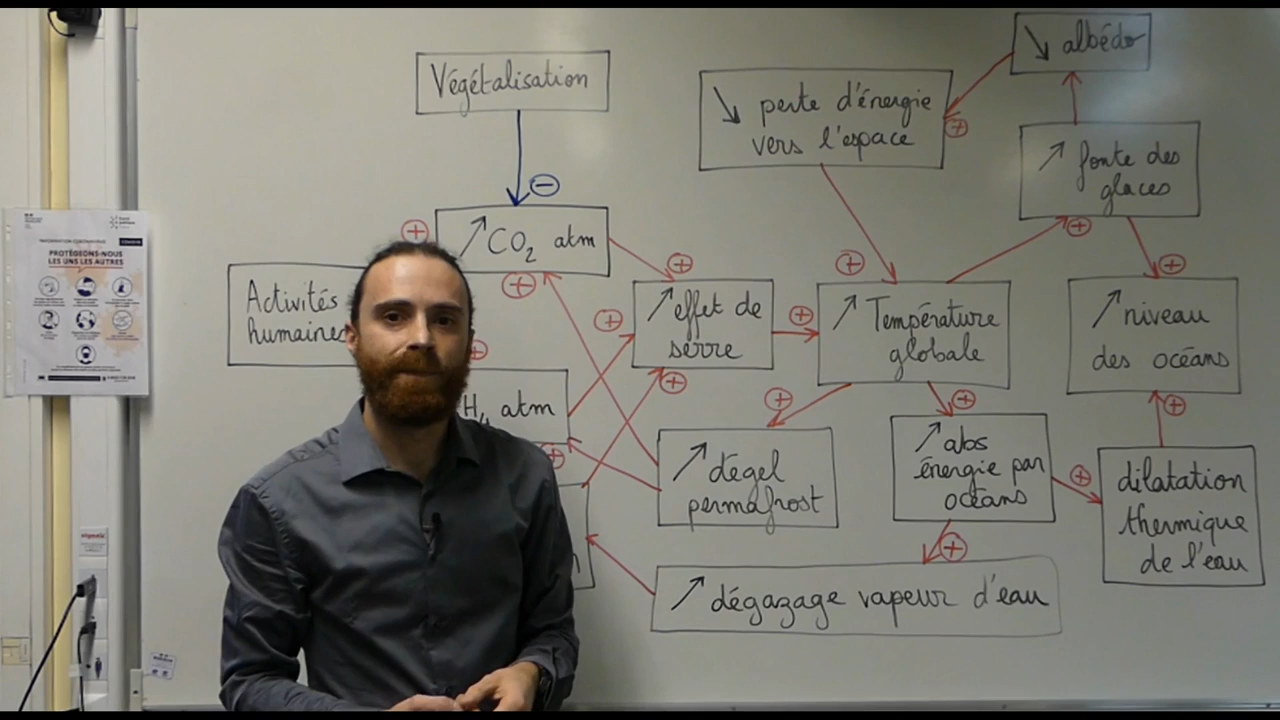 Végétalisation
↘ albédo
↘ perte d'énergie
vers l'espace
↗ fonte des
glaces
⊖
⊕
↗ CO₂ atm
⊕
PROTÉGEONS-NOUS
LES UNS LES AUTRES
Activités
humaines
↗ effet de
serre
↗ Température
globale
↗ niveau
des océans
H₄ atm
↗ dégel
permafrost
↗ abs
énergie par
océans
dilatation
thermique
de l'eau
↗ dégazage vapeur d'eau